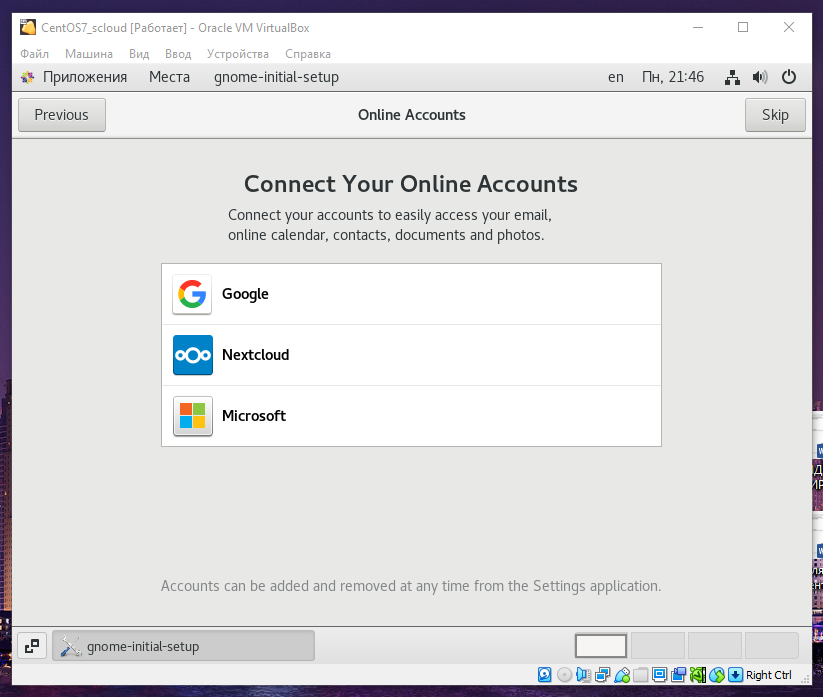 CentOS7_scloud [Работает] - Oracle VM VirtualBox
Файл Машина Вид Ввод Устройства Справка
Приложения Места gnome-initial-setup en Пн, 21:46
Previous Online Accounts Skip
Connect Your Online Accounts
Connect your accounts to easily access your email,
online calendar, contacts, documents and photos.
Google
Nextcloud
Microsoft
Accounts can be added and removed at any time from the Settings application.
gnome-initial-setup
Right Ctrl